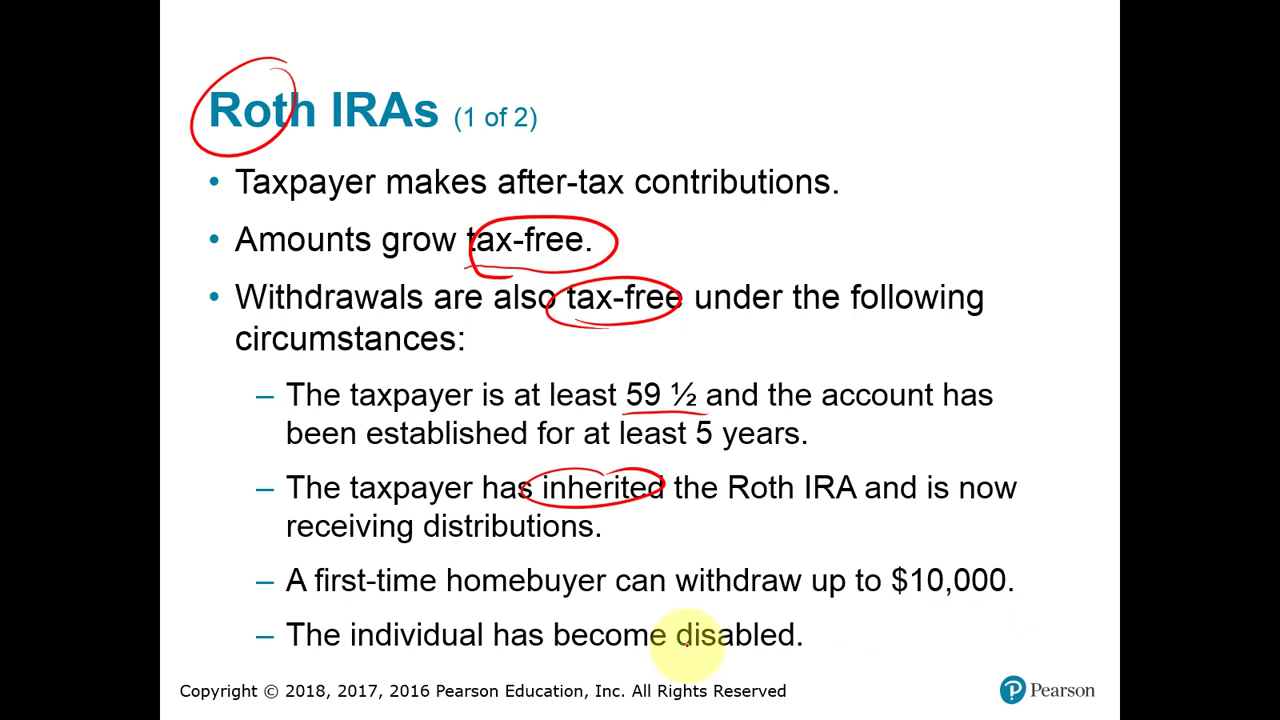 Roth IRAs (1 of 2)
• Taxpayer makes after-tax contributions.
• Amounts grow tax-free.
• Withdrawals are also tax-free under the following
circumstances:
– The taxpayer is at least 59 ½ and the account has
been established for at least 5 years.
– The taxpayer has inherited the Roth IRA and is now
receiving distributions.
– A first-time homebuyer can withdraw up to $10,000.
– The individual has become disabled.
Copyright © 2018, 2017, 2016 Pearson Education, Inc. All Rights Reserved
P Pearson